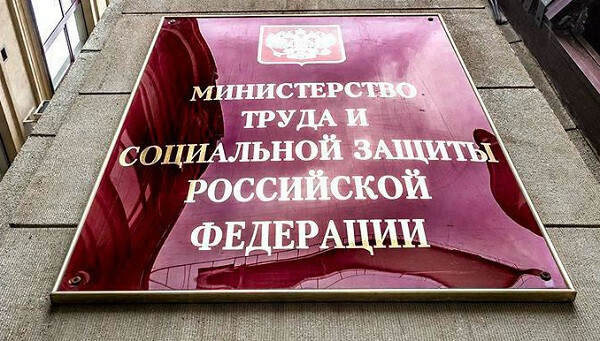 МИНИСТЕРСТВО
ТРУДА И
СОЦИАЛЬНОЙ ЗАЩИТЫ
РОССИЙСКОЙ
ФЕДЕРАЦИИ